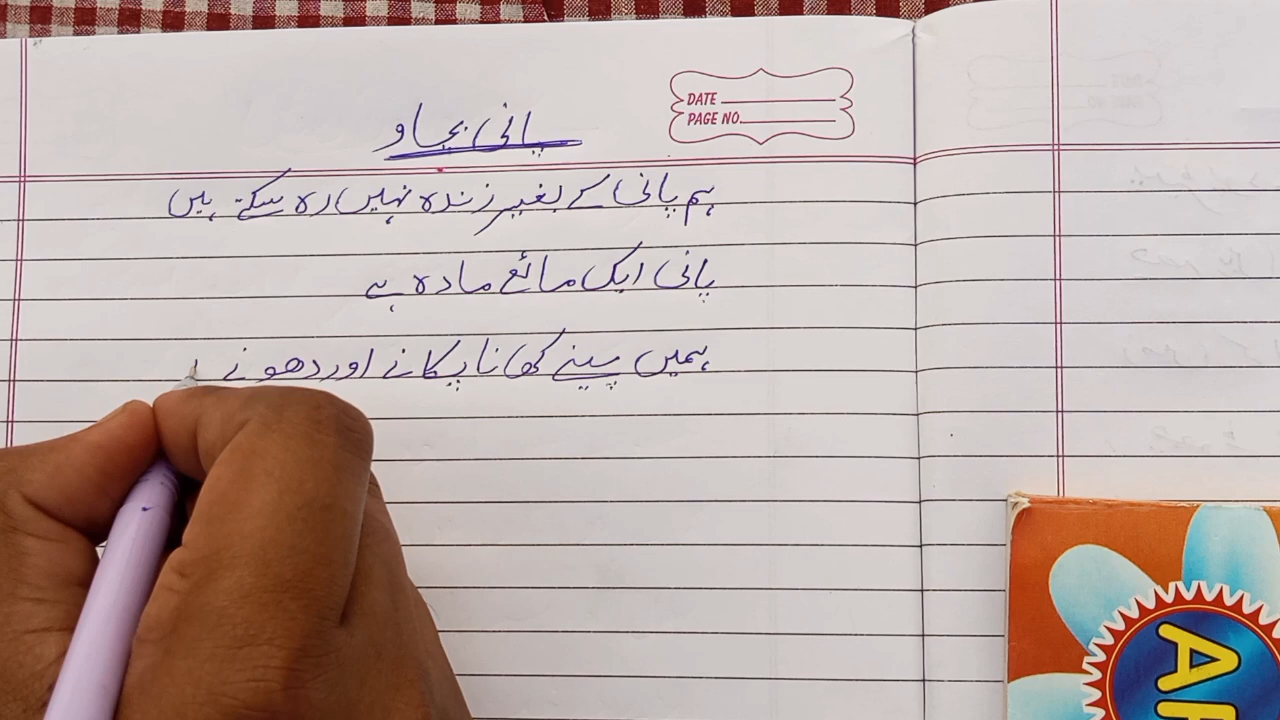 پانی بچاو
DATE
PAGE NO.
ہم پانی کے بغیر زندہ نہیں رہ سکتے ہیں
پانی ایک مائع مادہ ہے
ہمیں پینے کھانا پکانے اور دھونے